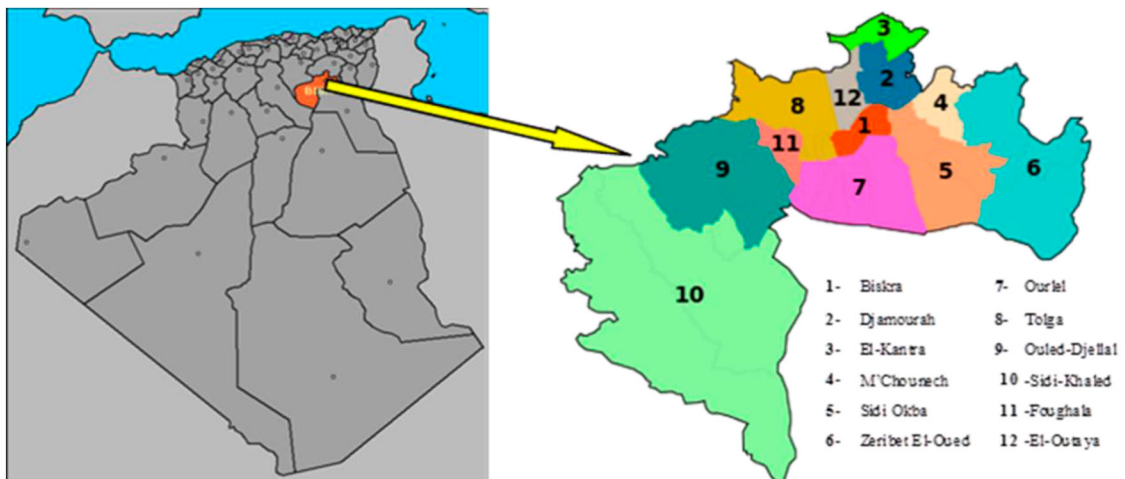 3
2
12
4
8
1
11
9
7
5
6
10
1- Biskra
2- Djamourah
3- El-Kantra
4- M'Chounech
5- Sidi Okba
6- Zeribet El-Oued
7- Ourlel
8- Tolga
9- Ouled-Djellal
10 -Sidi-Khaled
11 -Foughala
12 -El-Outaya